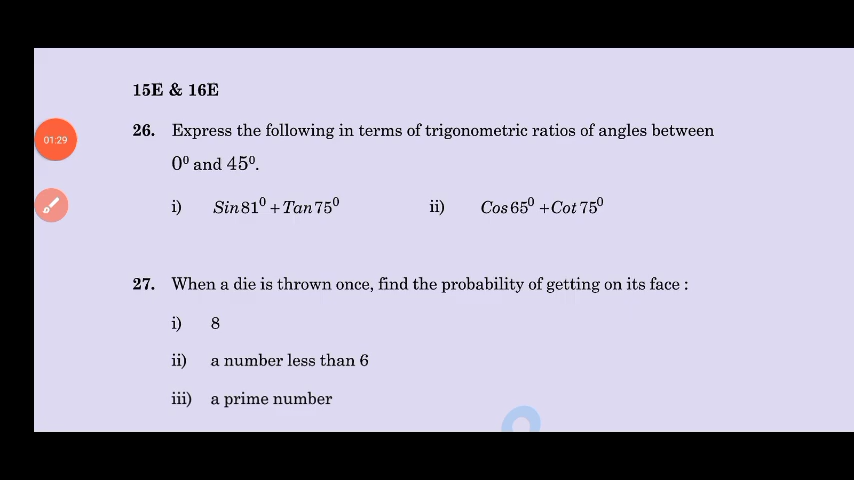 15E & 16E
26. Express the following in terms of trigonometric ratios of angles between
0⁰ and 45⁰.
01:29
i) Sin81⁰ + Tan75⁰ ii) Cos65⁰ + Cot75⁰
27. When a die is thrown once, find the probability of getting on its face :
i) 8
ii) a number less than 6
iii) a prime number